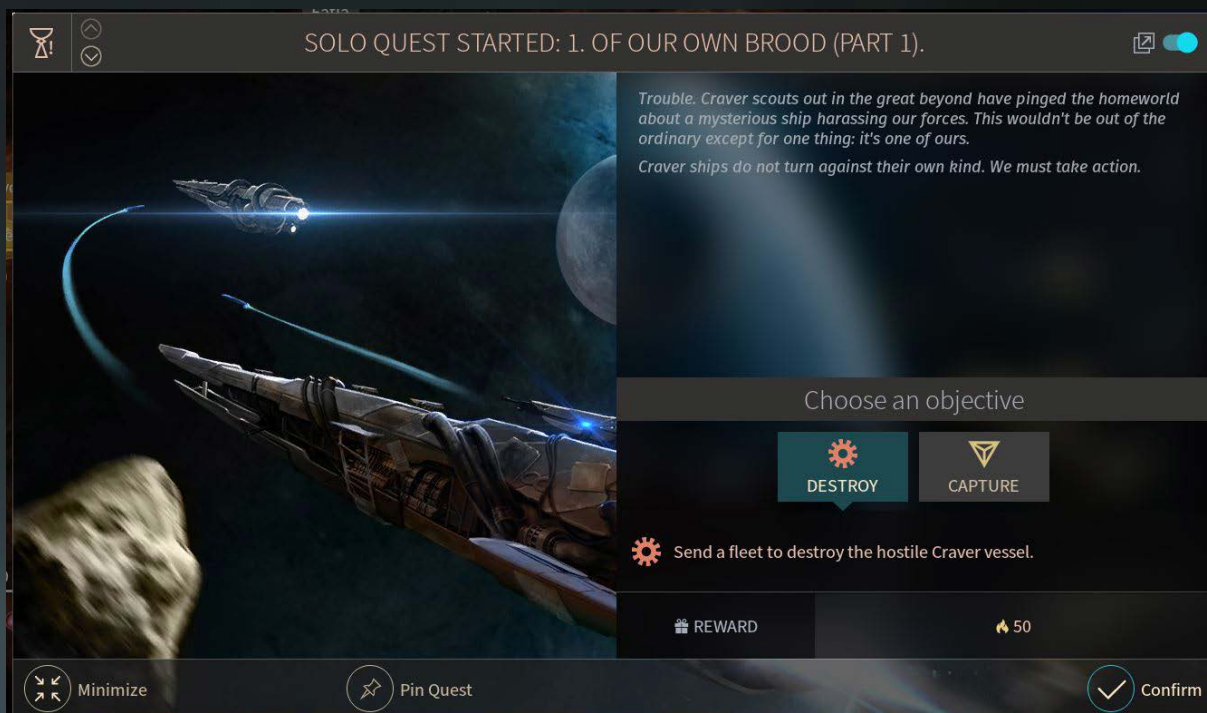 SOLO QUEST STARTED: 1. OF OUR OWN BROOD (PART 1).
Trouble. Craver scouts out in the great beyond have pinged the homeworld
about a mysterious ship harassing our forces. This wouldn't be out of the
ordinary except for one thing: it's one of ours.
Craver ships do not turn against their own kind. We must take action.
Choose an objective
DESTROY
CAPTURE
Send a fleet to destroy the hostile Craver vessel.
REWARD
50
Minimize
Pin Quest
Confirm